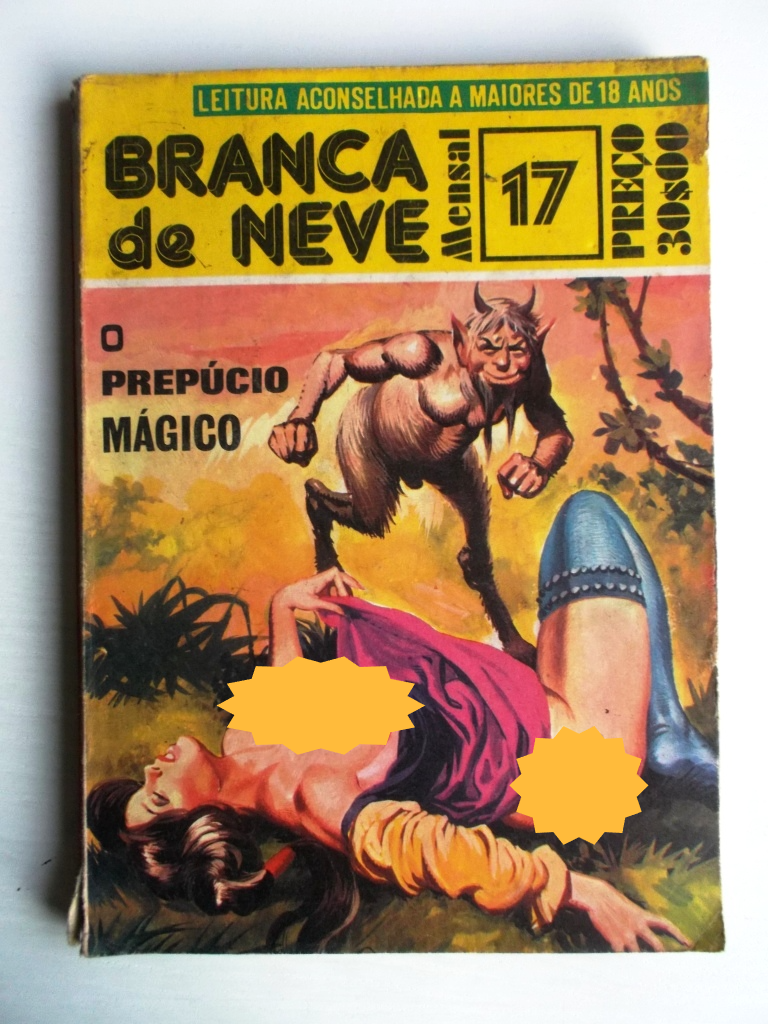 LEITURA ACONSELHADA A MAIORES DE 18 ANOS
BRANCA
de NEVE
Mensal
17
PREÇO
30$00
O
PREPÚCIO
MÁGICO